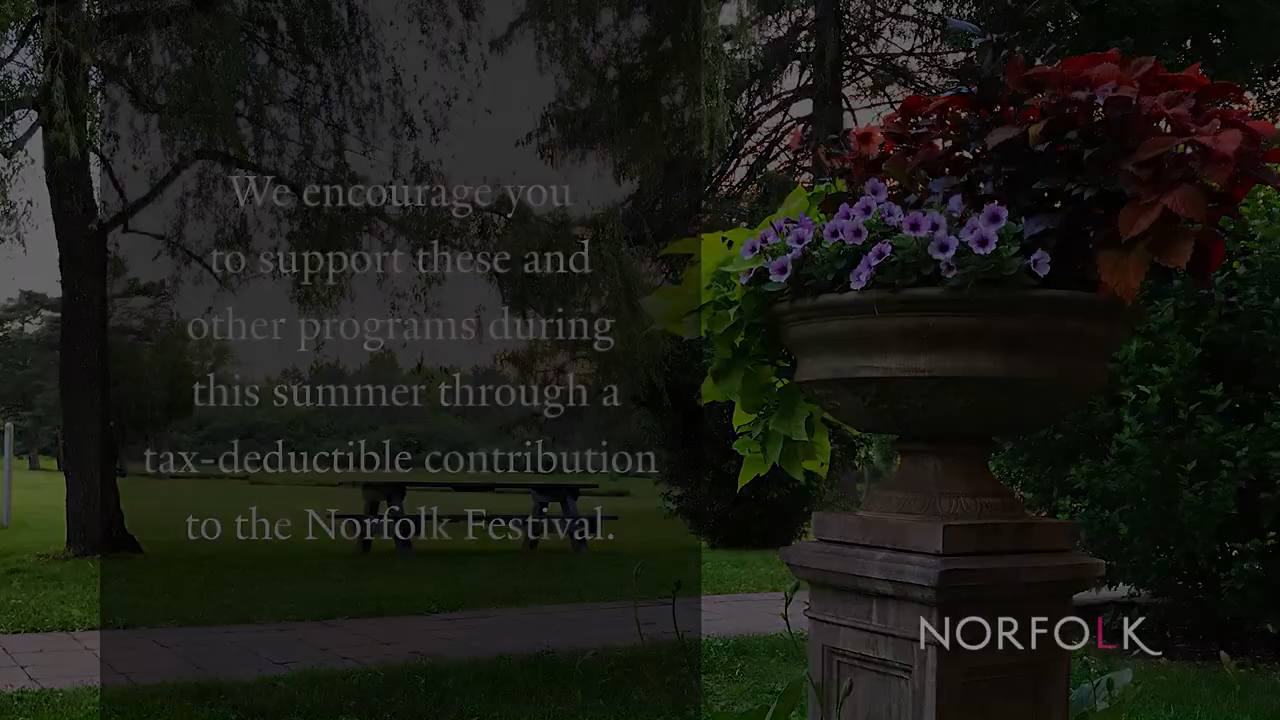 We encourage you
to support these and
other programs during
this summer through a
tax-deductible contribution
to the Norfolk Festival.
NORFOLK